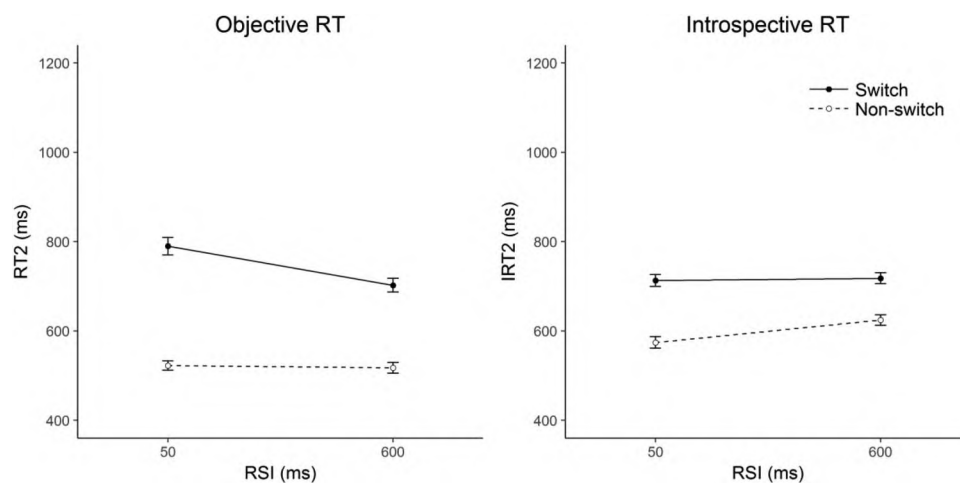 Objective RT
1200
1000
800
600
400
RT2 (ms)
50
600
RSI (ms)
Introspective RT
1200
1000
800
600
400
IRT2 (ms)
50
600
RSI (ms)
Switch
Non-switch